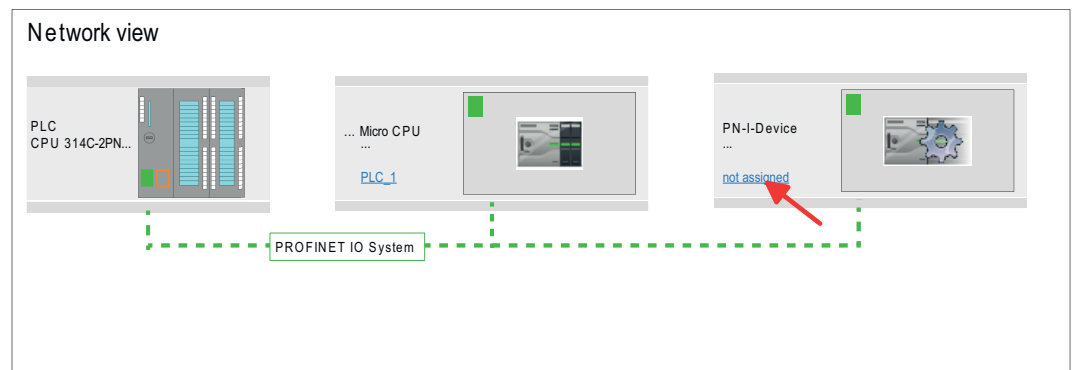 Network view
PLC
CPU 314C-2PN...
... Micro CPU
...
PLC_1
PN-I-Device
...
not assigned
PROFINET IO System